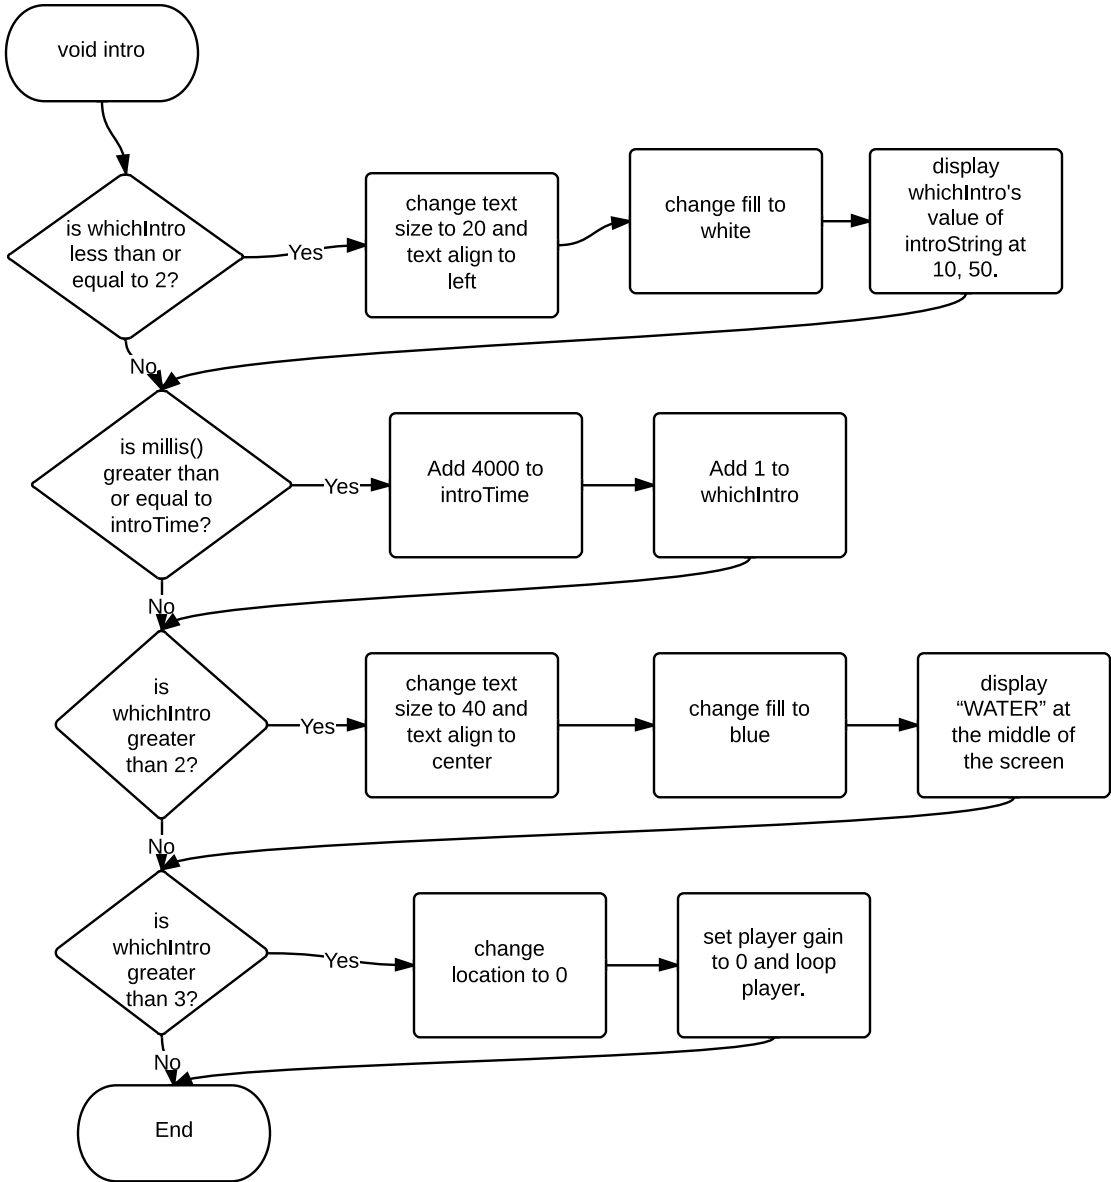 void intro
is whichIntro
less than or
equal to 2?
Yes
change text
size to 20 and
text align to
left
change fill to
white
display
whichIntro's
value of
introString at
10, 50.
No
is millis()
greater than
or equal to
introTime?
Yes
Add 4000 to
introTime
Add 1 to
whichIntro
No
is
whichIntro
greater
than 2?
Yes
change text
size to 40 and
text align to
center
change fill to
blue
display
“WATER” at
the middle of
the screen
No
is
whichIntro
greater
than 3?
Yes
change
location to 0
set player gain
to 0 and loop
player.
No
End